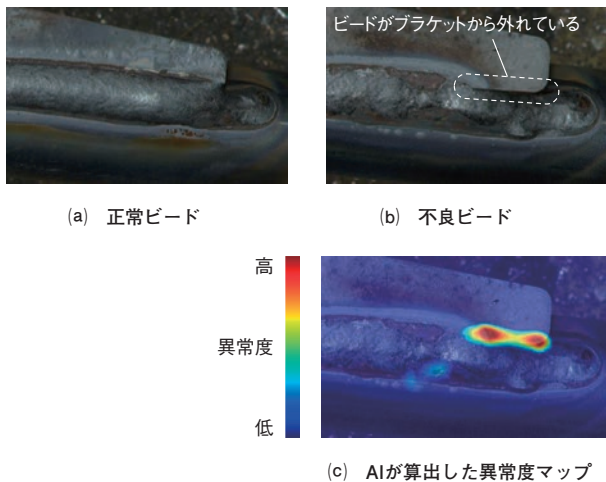 ビードがブラケットから外れている
(a) 正常ビード
(b) 不良ビード
高
異常度
低
(c) AIが算出した異常度マップ